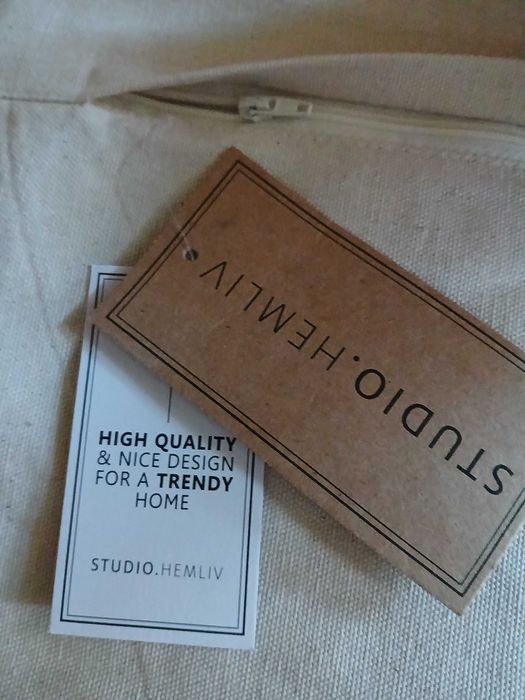 STUDIO.HEMLIV
HIGH QUALITY
& NICE DESIGN
FOR A TRENDY
HOME
STUDIO.HEMLIV